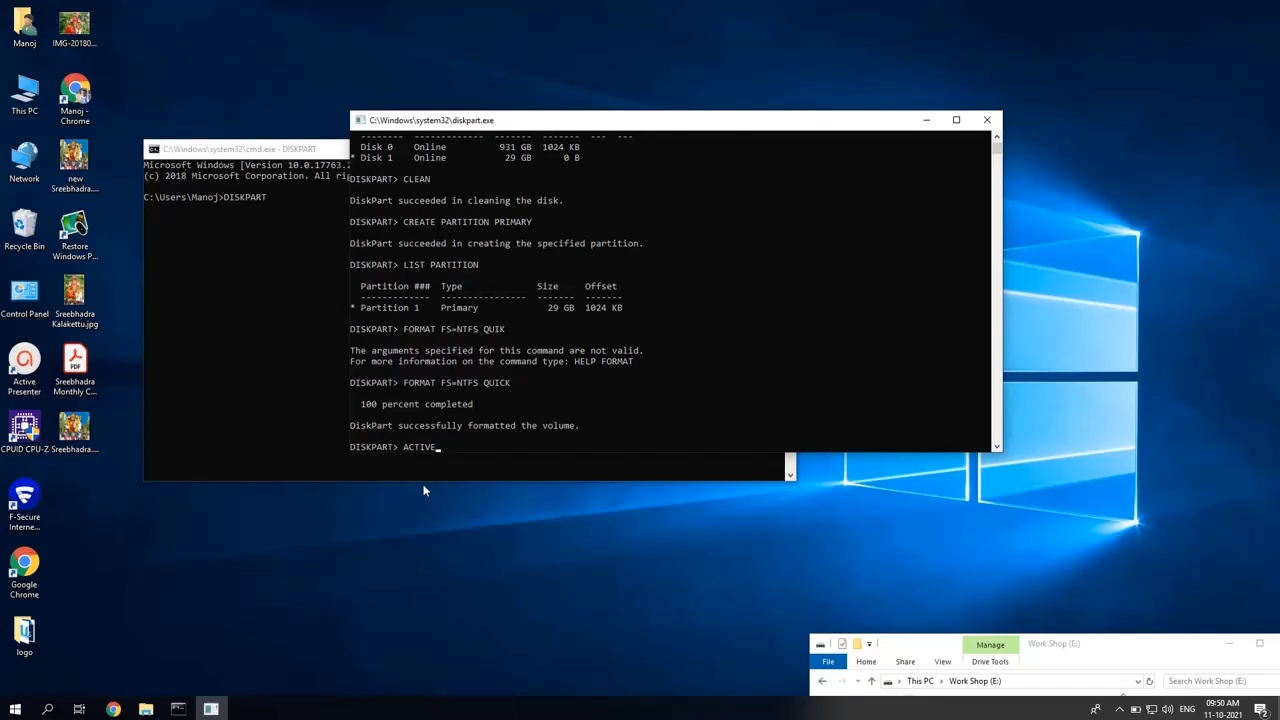 Manoj
IMG-20180...
This PC
Manoj -
Chrome
Network
new
Sreebhadra....
Recycle Bin
Restore
Windows P...
Control Panel
Sreebhadra
Kalakettu.jpg
Active
Presenter
Sreebhadra
Monthly C...
CPUID CPU-Z
Sreebhadra...
F-Secure
Interne...
Google
Chrome
logo
C:\Windows\system32\cmd.exe - DISKPART
Microsoft Windows [Version 10.0.17763.2
(c) 2018 Microsoft Corporation. All rig
C:\Users\Manoj>DISKPART
C:\Windows\system32\diskpart.exe
-------- ------------- ------- ------- --- ---
Disk 0 Online 931 GB 1024 KB
* Disk 1 Online 29 GB 0 B
DISKPART> CLEAN
DiskPart succeeded in cleaning the disk.
DISKPART> CREATE PARTITION PRIMARY
DiskPart succeeded in creating the specified partition.
DISKPART> LIST PARTITION
Partition ### Type Size Offset
------------- ---------------- ------- -------
* Partition 1 Primary 29 GB 1024 KB
DISKPART> FORMAT FS=NTFS QUIK
The arguments specified for this command are not valid.
For more information on the command type: HELP FORMAT
DISKPART> FORMAT FS=NTFS QUICK
100 percent completed
DiskPart successfully formatted the volume.
DISKPART> ACTIVE
Manage
Work Shop (E:)
File Home Share View Drive Tools
This PC > Work Shop (E:)
Search Work Shop (E:)
ENG
09:50 AM
11-10-2021
2